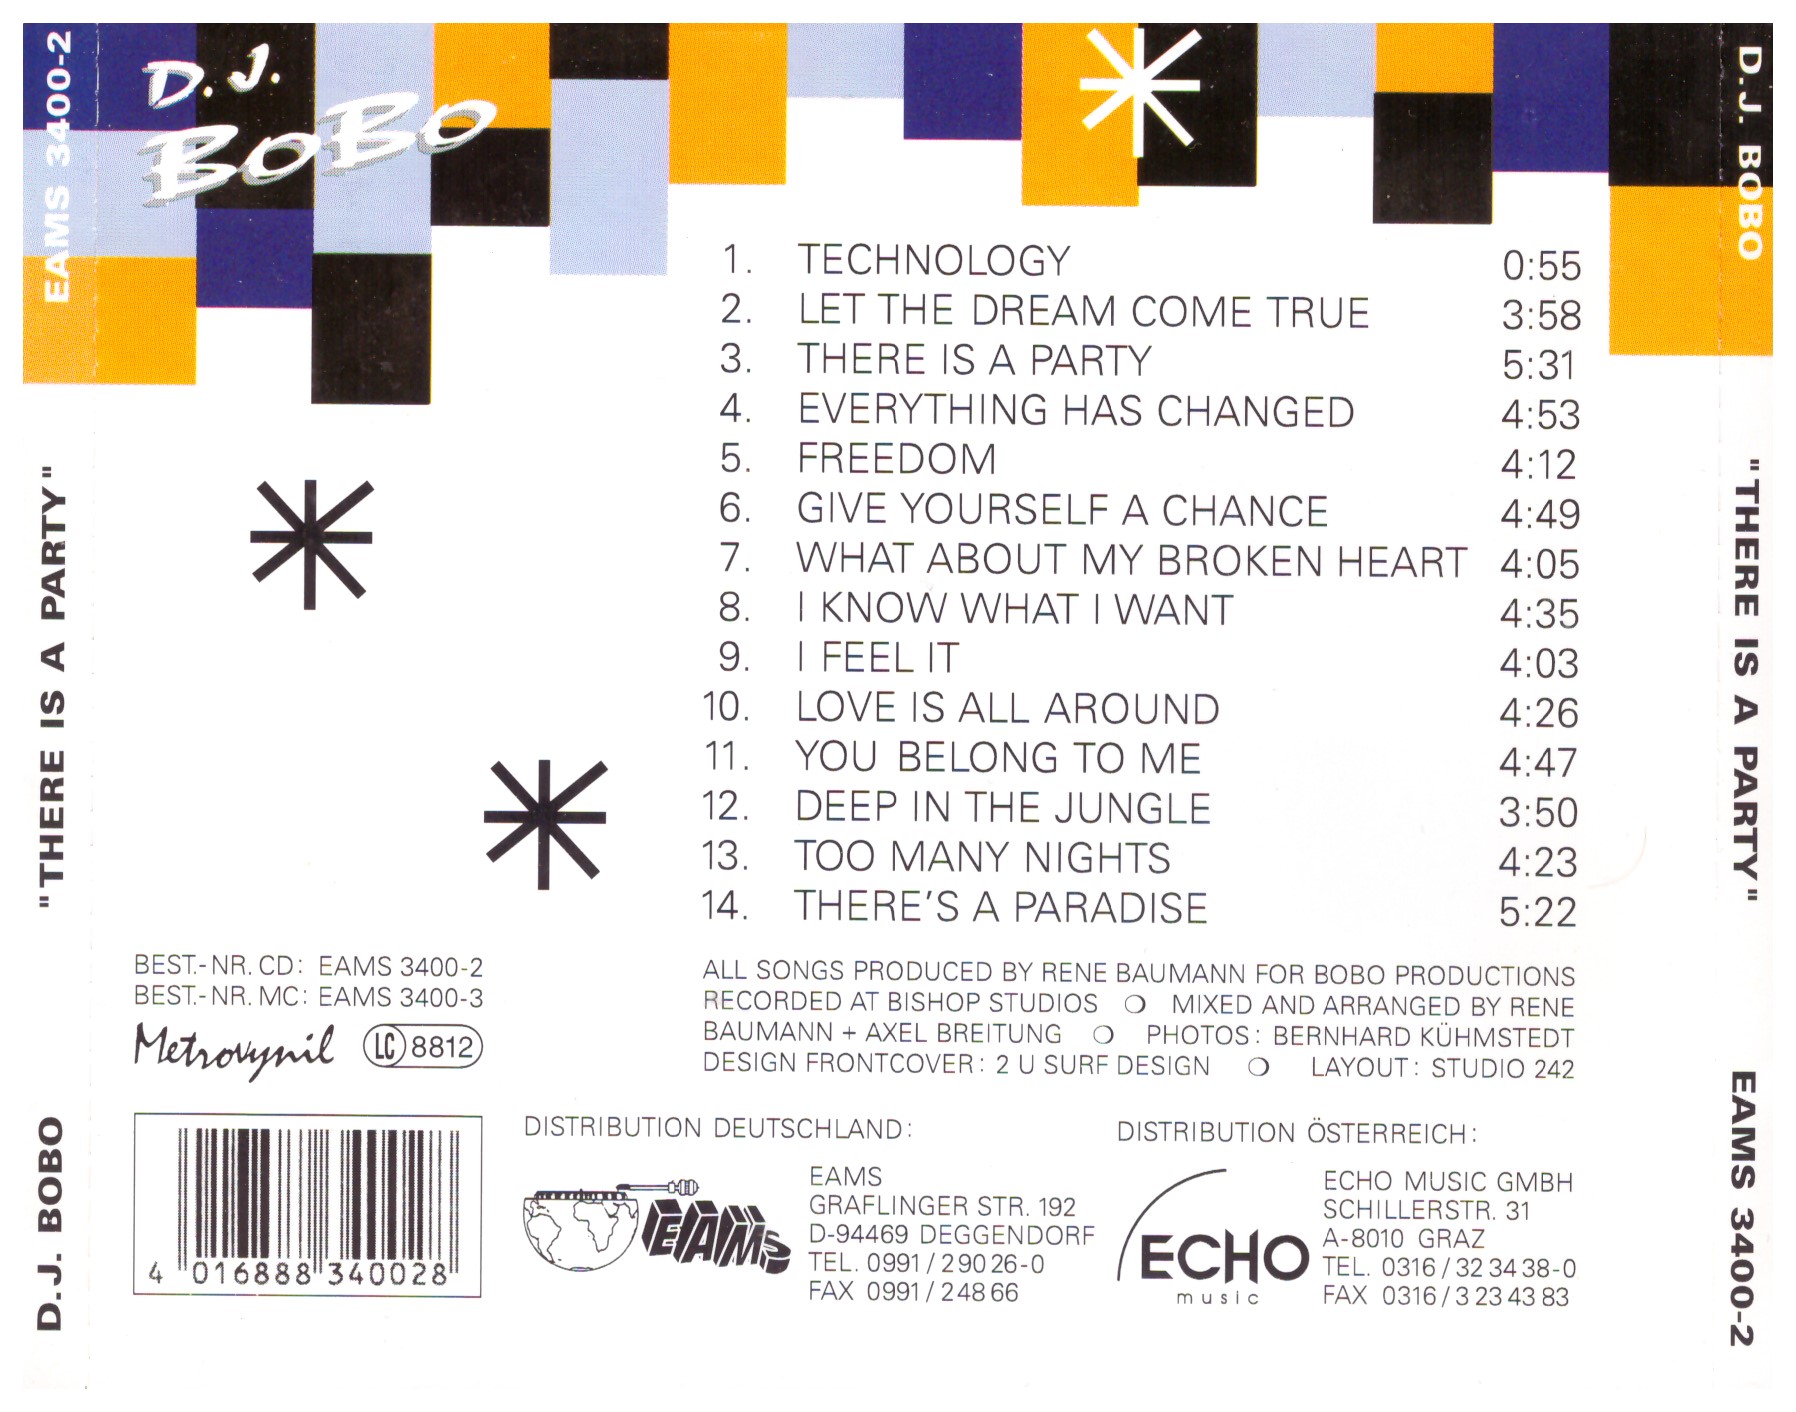 EAMS 3400-2
"THERE IS A PARTY"
D.J. BOBO
D.J.
BOBO
1. TECHNOLOGY 0:55
2. LET THE DREAM COME TRUE 3:58
3. THERE IS A PARTY 5:31
4. EVERYTHING HAS CHANGED 4:53
5. FREEDOM 4:12
6. GIVE YOURSELF A CHANCE 4:49
7. WHAT ABOUT MY BROKEN HEART 4:05
8. I KNOW WHAT I WANT 4:35
9. I FEEL IT 4:03
10. LOVE IS ALL AROUND 4:26
11. YOU BELONG TO ME 4:47
12. DEEP IN THE JUNGLE 3:50
13. TOO MANY NIGHTS 4:23
14. THERE'S A PARADISE 5:22
BEST.-NR. CD: EAMS 3400-2
BEST.-NR. MC: EAMS 3400-3
Metrovynil LC 8812
ALL SONGS PRODUCED BY RENE BAUMANN FOR BOBO PRODUCTIONS
RECORDED AT BISHOP STUDIOS ❍ MIXED AND ARRANGED BY RENE
BAUMANN + AXEL BREITUNG ❍ PHOTOS: BERNHARD KÜHMSTEDT
DESIGN FRONTCOVER: 2 U SURF DESIGN ❍ LAYOUT: STUDIO 242
4 016888 340028
DISTRIBUTION DEUTSCHLAND:
EAMS
EAMS
GRAFLINGER STR. 192
D-94469 DEGGENDORF
TEL. 0991/29026-0
FAX 0991/24866
DISTRIBUTION ÖSTERREICH:
ECHO
music
ECHO MUSIC GMBH
SCHILLERSTR. 31
A-8010 GRAZ
TEL. 0316/323438-0
FAX 0316/3234383
D.J. BOBO
"THERE IS A PARTY"
EAMS 3400-2